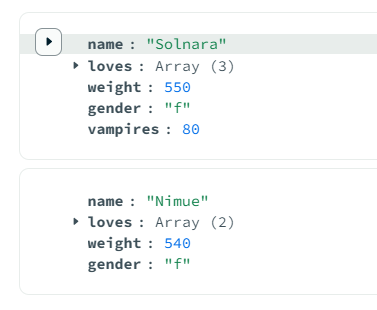 name : "Solnara"
loves : Array (3)
weight : 550
gender : "f"
vampires : 80
name : "Nimue"
loves : Array (2)
weight : 540
gender : "f"